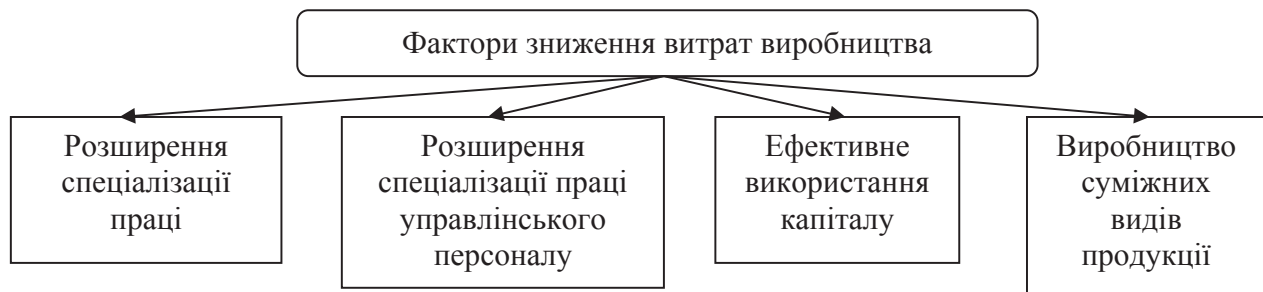 Фактори зниження витрат виробництва
Розширення
спеціалізації
праці
Розширення
спеціалізації праці
управлінського
персоналу
Ефективне
використання
капіталу
Виробництво
суміжних
видів
продукції